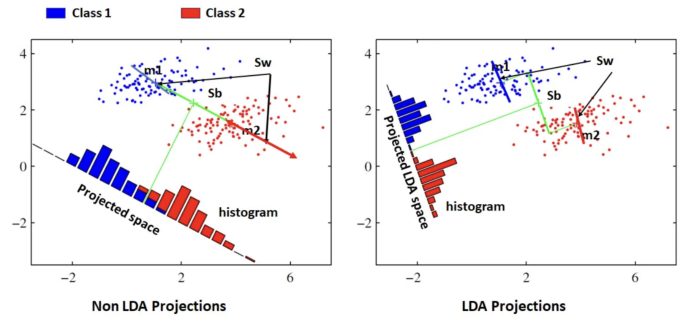 Class 1
Class 2
4
2
0
−2
−2
2
6
m1
Sw
Sb
m2
Projected space
histogram
Non LDA Projections
4
2
0
−2
−2
2
6
m1
Sw
Sb
m2
Projected LDA space
histogram
LDA Projections